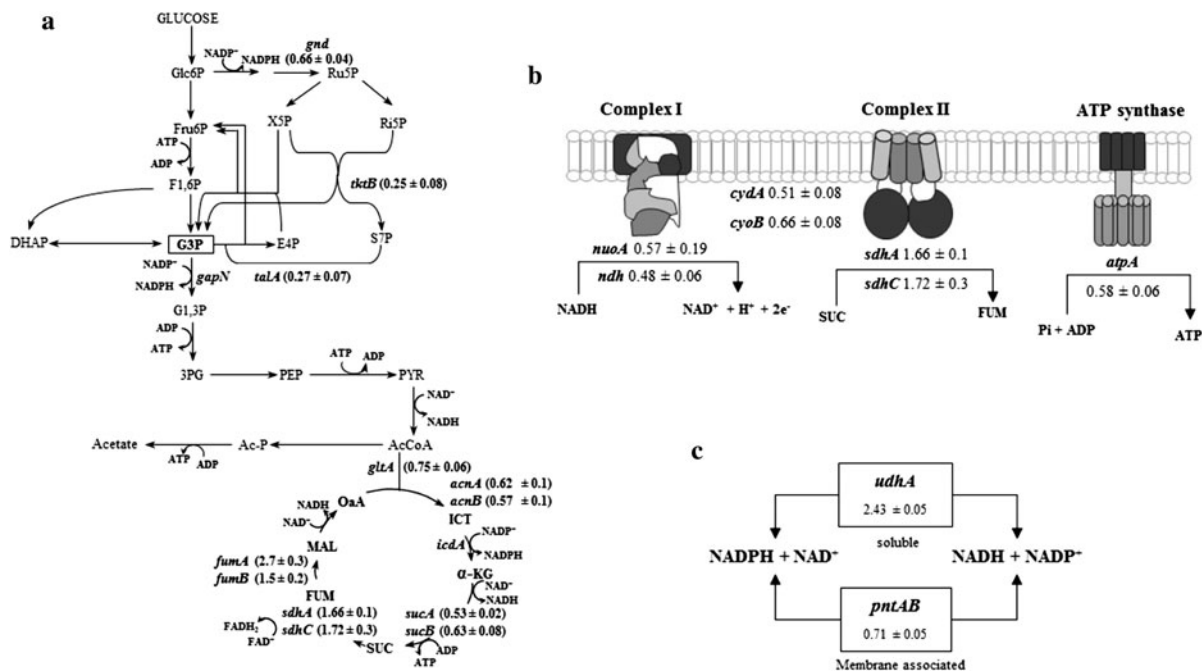 a
GLUCOSE
NADP⁺
NADPH
gnd
(0.66 ± 0.04)
Glc6P
Ru5P
Fru6P
X5P
Ri5P
ATP
ADP
tktB (0.25 ± 0.08)
F1,6P
DHAP
G3P
E4P
S7P
NADP⁺
NADPH
gapN
talA (0.27 ± 0.07)
G1,3P
ADP
ATP
3PG
PEP
ATP
ADP
PYR
NAD⁺
NADH
Acetate
Ac-P
AcCoA
ATP
ADP
gltA (0.75 ± 0.06)
acnA (0.62 ± 0.1)
acnB (0.57 ± 0.1)
OaA
ICT
NADH
NAD⁺
NADP⁺
icdA
NADPH
MAL
fumA (2.7 ± 0.3)
fumB (1.5 ± 0.2)
α-KG
NAD⁺
NADH
FUM
sdhA (1.66 ± 0.1)
sdhC (1.72 ± 0.3)
sucA (0.53 ± 0.02)
sucB (0.63 ± 0.08)
FADH₂
FAD⁺
SUC
ADP
ATP
b
Complex I
Complex II
ATP synthase
cydA 0.51 ± 0.08
cyoB 0.66 ± 0.08
nuoA 0.57 ± 0.19
ndh 0.48 ± 0.06
NADH
NAD⁺ + H⁺ + 2e⁻
sdhA 1.66 ± 0.1
sdhC 1.72 ± 0.3
SUC
FUM
atpA
0.58 ± 0.06
Pi + ADP
ATP
c
udhA
2.43 ± 0.05
soluble
NADPH + NAD⁺
NADH + NADP⁺
pntAB
0.71 ± 0.05
Membrane associated